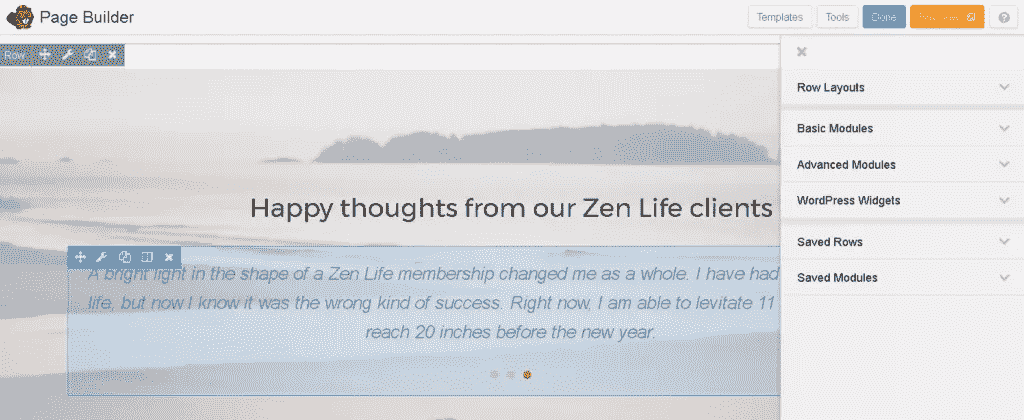 Page Builder
Templates
Tools
Done
Row
Row Layouts
Basic Modules
Advanced Modules
WordPress Widgets
Saved Rows
Saved Modules
Happy thoughts from our Zen Life clients
A bright light in the shape of a Zen Life membership changed me as a whole. I have had
life, but now I know it was the wrong kind of success. Right now, I am able to levitate 11
reach 20 inches before the new year.